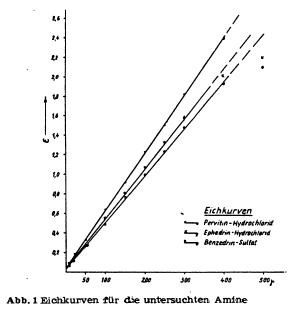 2,6
2,4
2,2
2,0
1,8
1,6
1,4
1,2
1,0
0,8
0,6
0,4
0,2
ε
50 100 150 200 250 300 400 500γ
Eichkurven
Pervitin-Hydrochlorid
Ephedrin-Hydrochlorid
Benzedrin-Sulfat
Abb. 1 Eichkurven für die untersuchten Amine